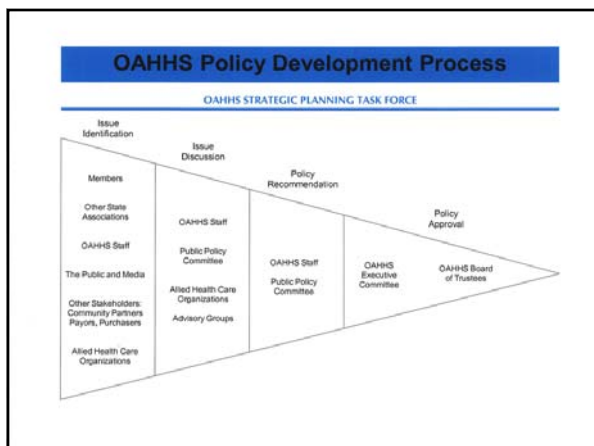 OAHHS Policy Development Process
OAHHS STRATEGIC PLANNING TASK FORCE
Issue
Identification
Members
Other State
Associations
OAHHS Staff
The Public and Media
Other Stakeholders:
Community Partners
Payors, Purchasers
Allied Health Care
Organizations
Issue
Discussion
OAHHS Staff
Public Policy
Committee
Allied Health Care
Organizations
Advisory Groups
Policy
Recommendation
OAHHS Staff
Public Policy
Committee
Policy
Approval
OAHHS
Executive
Committee
OAHHS Board
of Trustees